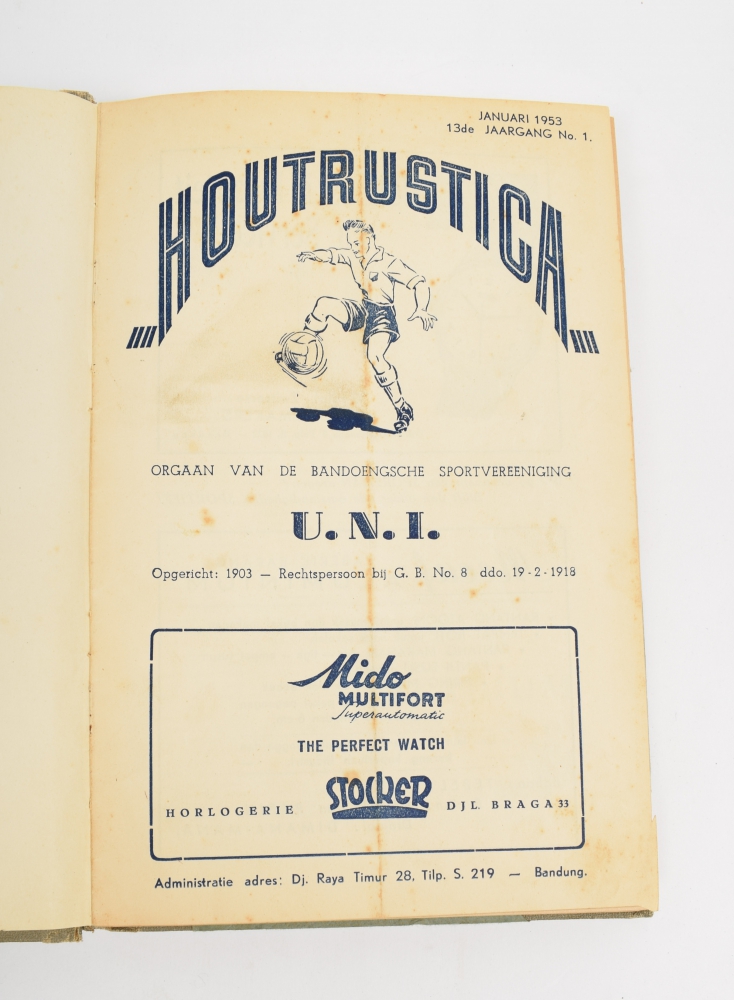 JANUARI 1953
13de JAARGANG No. 1.
HOUTRUSTICA
ORGAAN VAN DE BANDOENGSCHE SPORTVEREENIGING
U.N.I.
Opgericht: 1903 — Rechtspersoon bij G. B. No. 8 ddo. 19-2-1918
Mido
MULTIFORT
Superautomatic
THE PERFECT WATCH
HORLOGERIE STOCKER DJL. BRAGA 33
Administratie adres: Dj. Raya Timur 28, Tilp. S. 219 — Bandung.